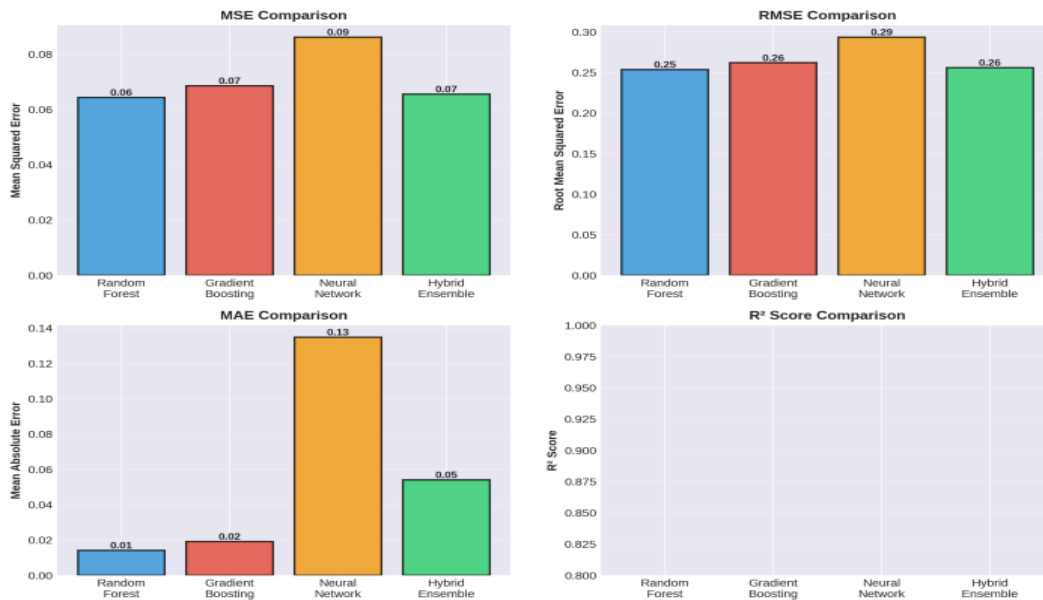 MSE Comparison
Mean Squared Error
0.08
0.06
0.04
0.02
0.00
0.06
0.07
0.09
0.07
Random
Forest
Gradient
Boosting
Neural
Network
Hybrid
Ensemble
RMSE Comparison
Root Mean Squared Error
0.30
0.25
0.20
0.15
0.10
0.05
0.00
0.25
0.26
0.29
0.26
Random
Forest
Gradient
Boosting
Neural
Network
Hybrid
Ensemble
MAE Comparison
Mean Absolute Error
0.14
0.12
0.10
0.08
0.06
0.04
0.02
0.00
0.01
0.02
0.13
0.05
Random
Forest
Gradient
Boosting
Neural
Network
Hybrid
Ensemble
R² Score Comparison
R² Score
1.000
0.975
0.950
0.925
0.900
0.875
0.850
0.825
0.800
Random
Forest
Gradient
Boosting
Neural
Network
Hybrid
Ensemble